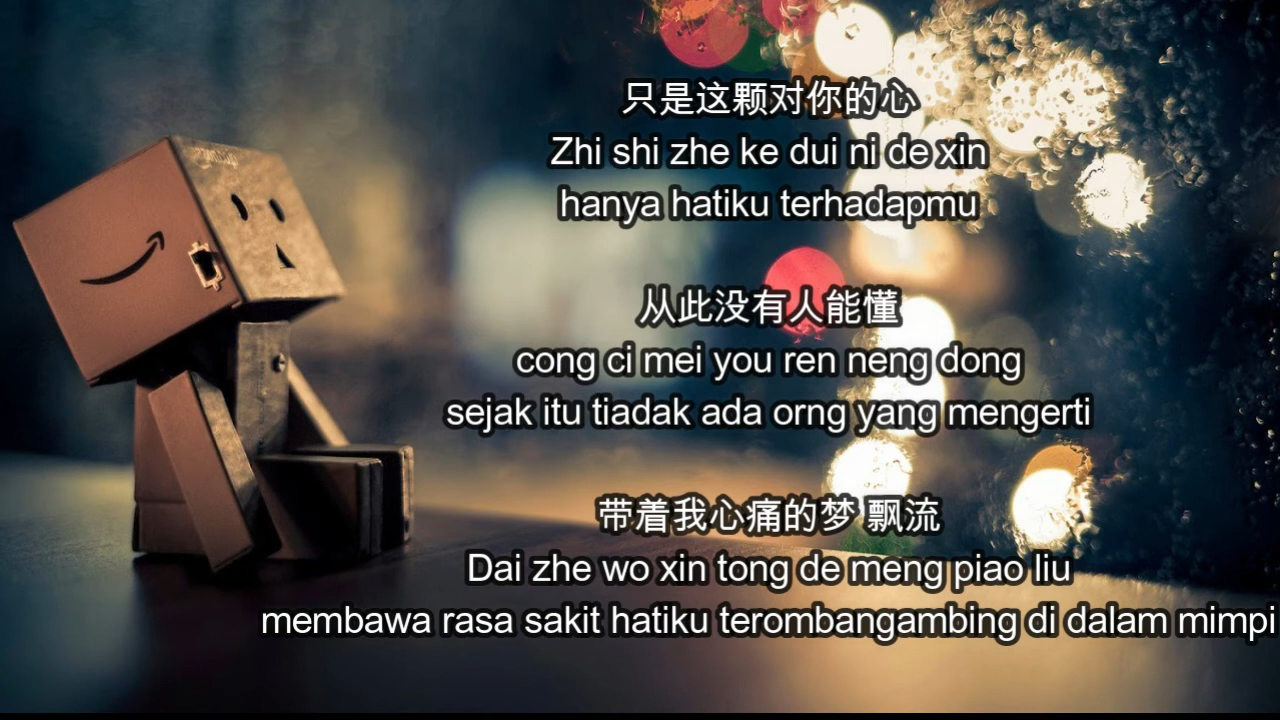 只是这颗对你的心
Zhi shi zhe ke dui ni de xin
hanya hatiku terhadapmu
从此没有人能懂
cong ci mei you ren neng dong
sejak itu tiadak ada orng yang mengerti
带着我心痛的梦 飘流
Dai zhe wo xin tong de meng piao liu
membawa rasa sakit hatiku terombangambing di dalam mimpi